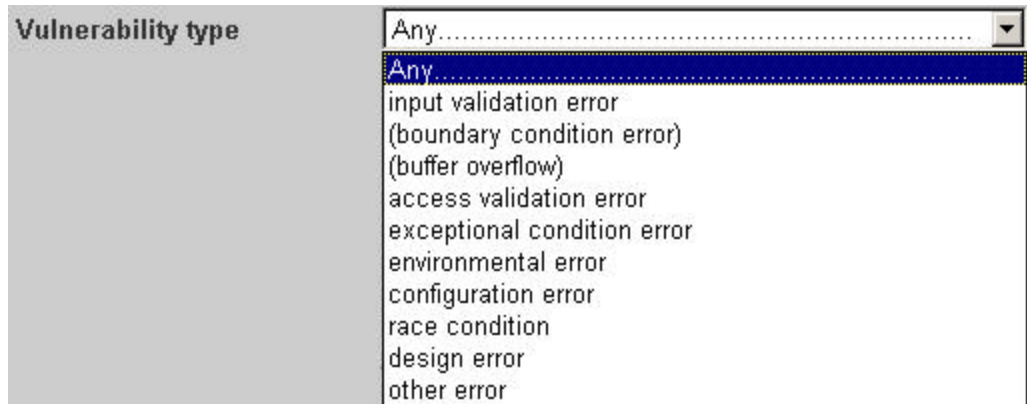 Vulnerability type
Any..................................................................
Any..................................................................
input validation error
(boundary condition error)
(buffer overflow)
access validation error
exceptional condition error
environmental error
configuration error
race condition
design error
other error